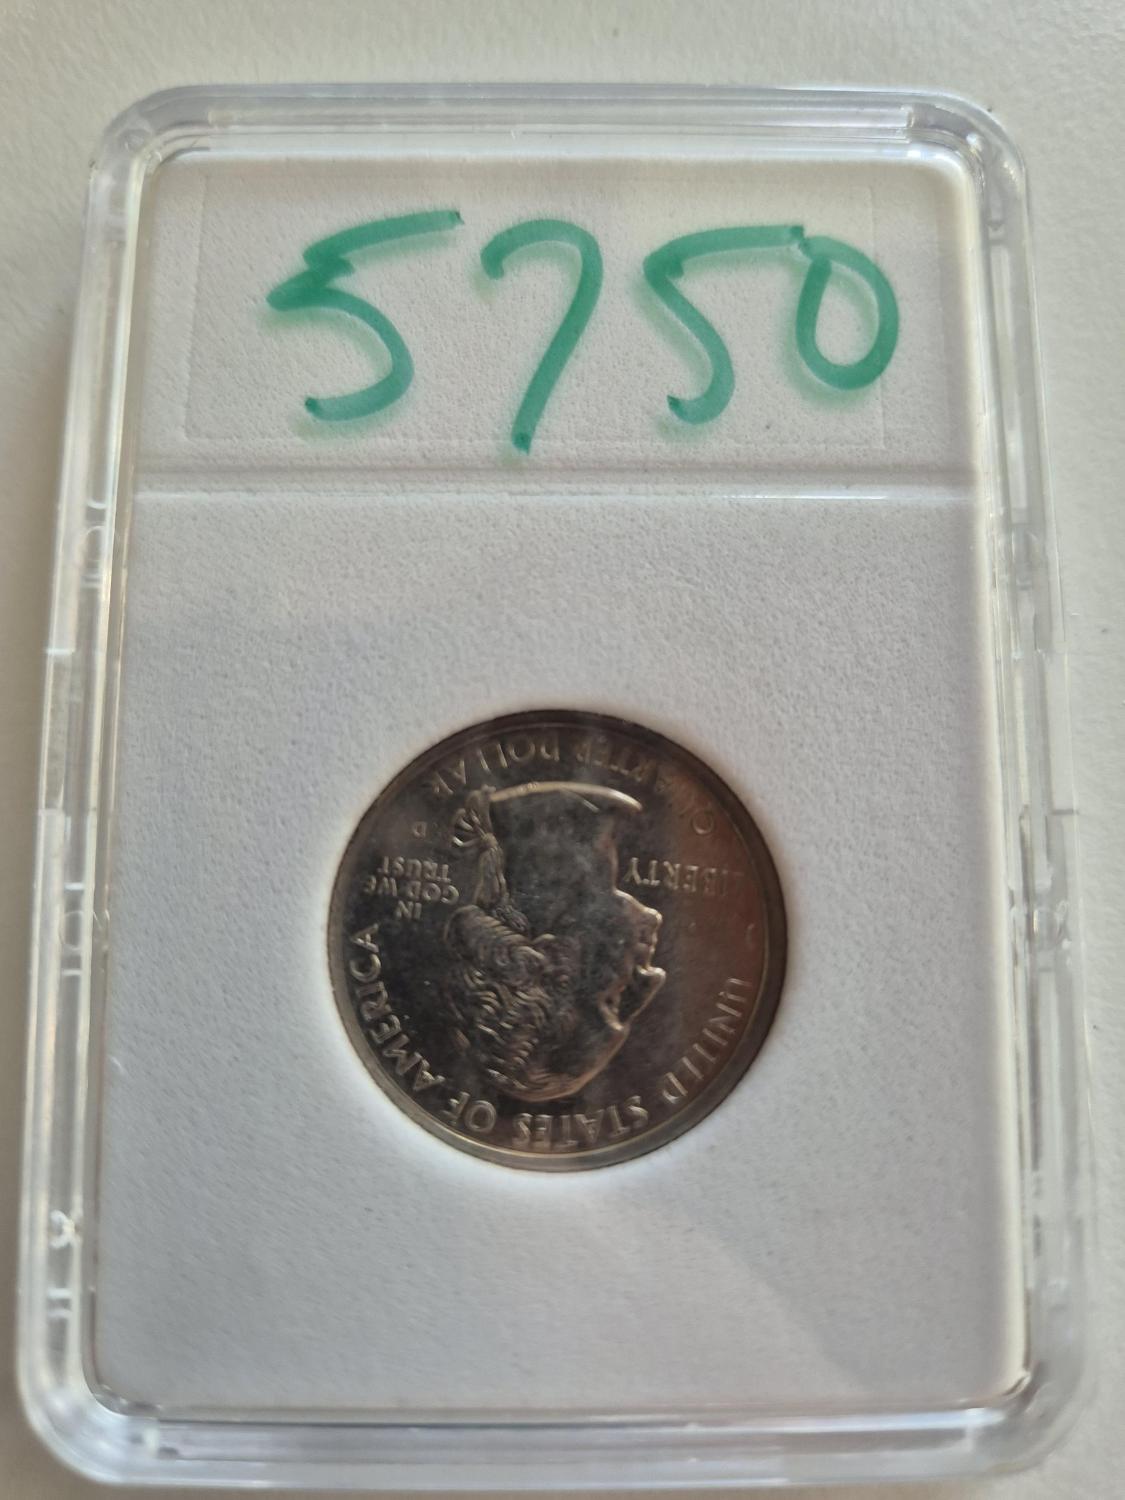 5750
UNITED STATES OF AMERICA
LIBERTY
IN
GOD WE
TRUST
D
QUARTER DOLLAR